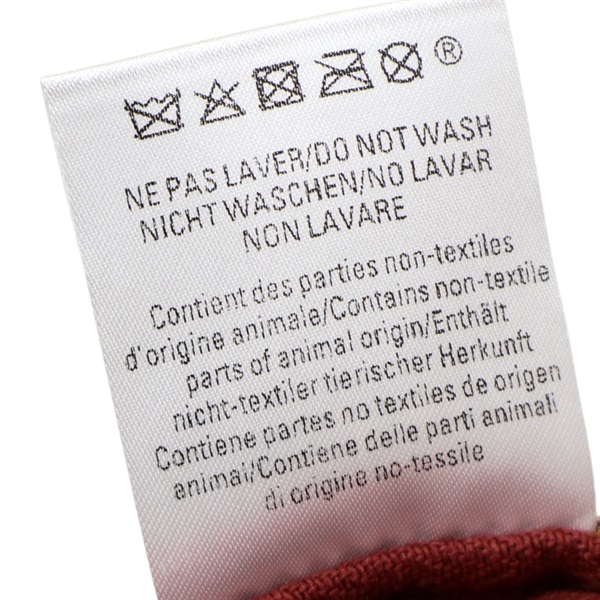 ®
NE PAS LAVER/DO NOT WASH
NICHT WASCHEN/NO LAVAR
NON LAVARE
Contient des parties non-textiles
d'origine animale/Contains non-textile
parts of animal origin/Enthält
nicht-textiler tierischer Herkunft
Contiene partes no textiles de origen
animal/Contiene delle parti animali
di origine no-tessile